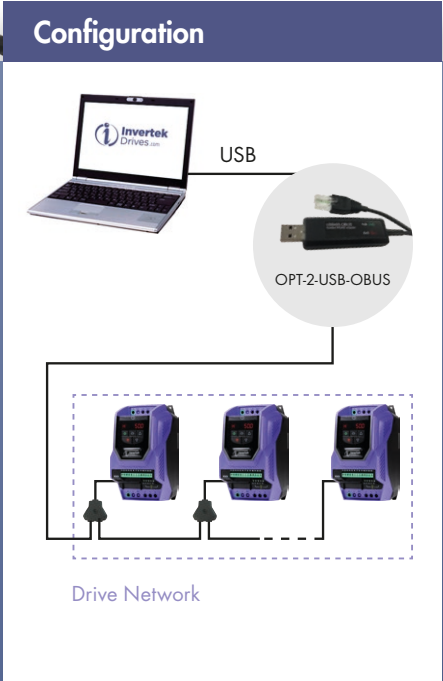 Configuration
Invertek
Drives.com
USB
OPT-2-USB-OBUS
Drive Network